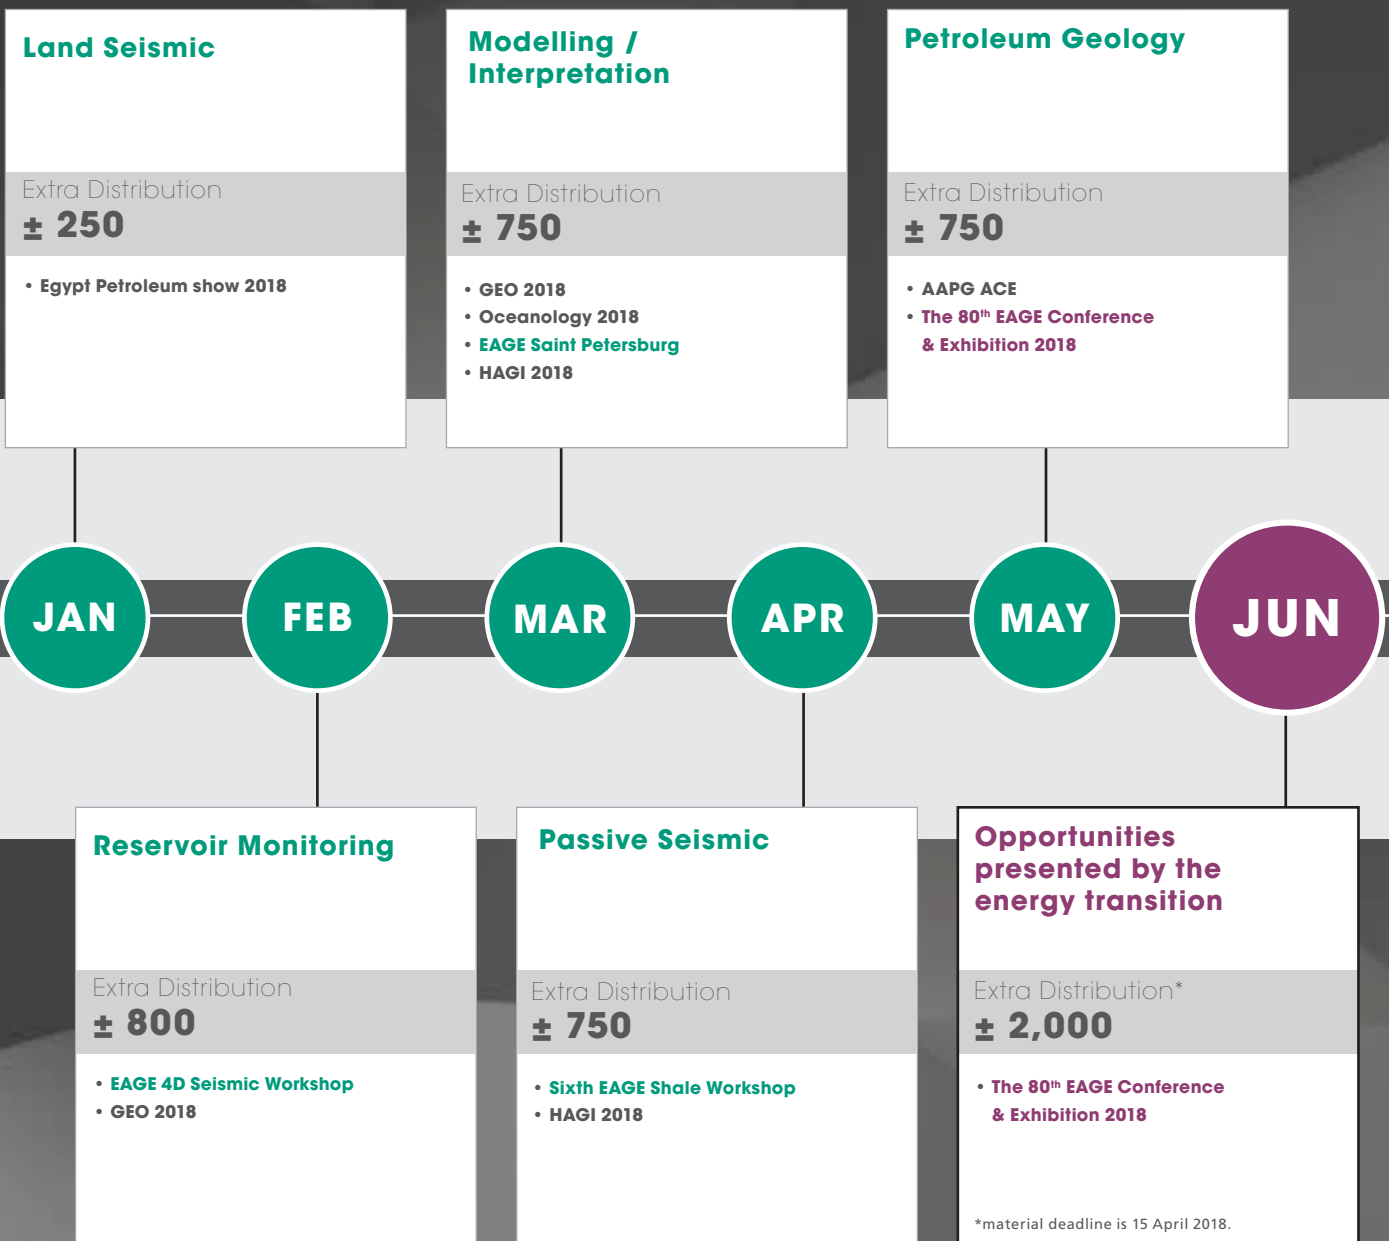 Land Seismic
Extra Distribution
± 250
• Egypt Petroleum show 2018
Modelling /
Interpretation
Extra Distribution
± 750
• GEO 2018
• Oceanology 2018
• EAGE Saint Petersburg
• HAGI 2018
Petroleum Geology
Extra Distribution
± 750
• AAPG ACE
• The 80th EAGE Conference
& Exhibition 2018
JAN
FEB
MAR
APR
MAY
JUN
Reservoir Monitoring
Extra Distribution
± 800
• EAGE 4D Seismic Workshop
• GEO 2018
Passive Seismic
Extra Distribution
± 750
• Sixth EAGE Shale Workshop
• HAGI 2018
Opportunities
presented by the
energy transition
Extra Distribution*
± 2,000
• The 80th EAGE Conference
& Exhibition 2018
*material deadline is 15 April 2018.